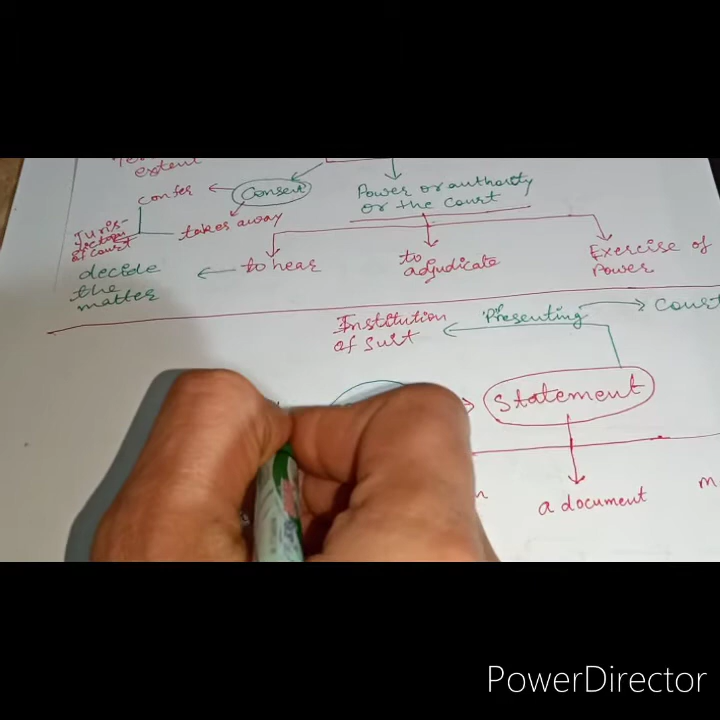 extent
confer
Consent
Power or authority
or the court
Juris-
diction
of court
takes away
decide
the
matter
to hear
to
adjudicate
Exercise of
Power
Institution
of Suit
Presenting
Court
Statement
a document
PowerDirector